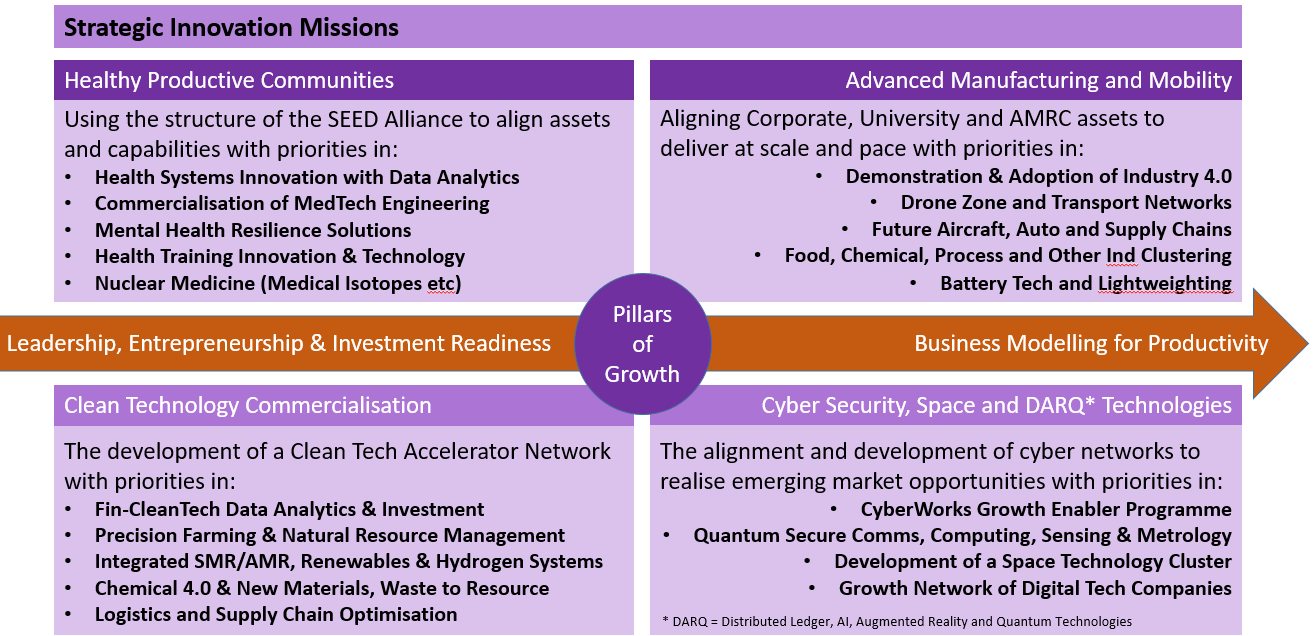 Strategic Innovation Missions
Healthy Productive Communities
Using the structure of the SEED Alliance to align assets
and capabilities with priorities in:
• Health Systems Innovation with Data Analytics
• Commercialisation of MedTech Engineering
• Mental Health Resilience Solutions
• Health Training Innovation & Technology
• Nuclear Medicine (Medical Isotopes etc)
Advanced Manufacturing and Mobility
Aligning Corporate, University and AMRC assets to
deliver at scale and pace with priorities in:
• Demonstration & Adoption of Industry 4.0
• Drone Zone and Transport Networks
• Future Aircraft, Auto and Supply Chains
• Food, Chemical, Process and Other Ind Clustering
• Battery Tech and Lightweighting
Leadership, Entrepreneurship & Investment Readiness
Pillars
of
Growth
Business Modelling for Productivity
Clean Technology Commercialisation
The development of a Clean Tech Accelerator Network
with priorities in:
• Fin-CleanTech Data Analytics & Investment
• Precision Farming & Natural Resource Management
• Integrated SMR/AMR, Renewables & Hydrogen Systems
• Chemical 4.0 & New Materials, Waste to Resource
• Logistics and Supply Chain Optimisation
Cyber Security, Space and DARQ* Technologies
The alignment and development of cyber networks to
realise emerging market opportunities with priorities in:
• CyberWorks Growth Enabler Programme
• Quantum Secure Comms, Computing, Sensing & Metrology
• Development of a Space Technology Cluster
• Growth Network of Digital Tech Companies
* DARQ = Distributed Ledger, AI, Augmented Reality and Quantum Technologies